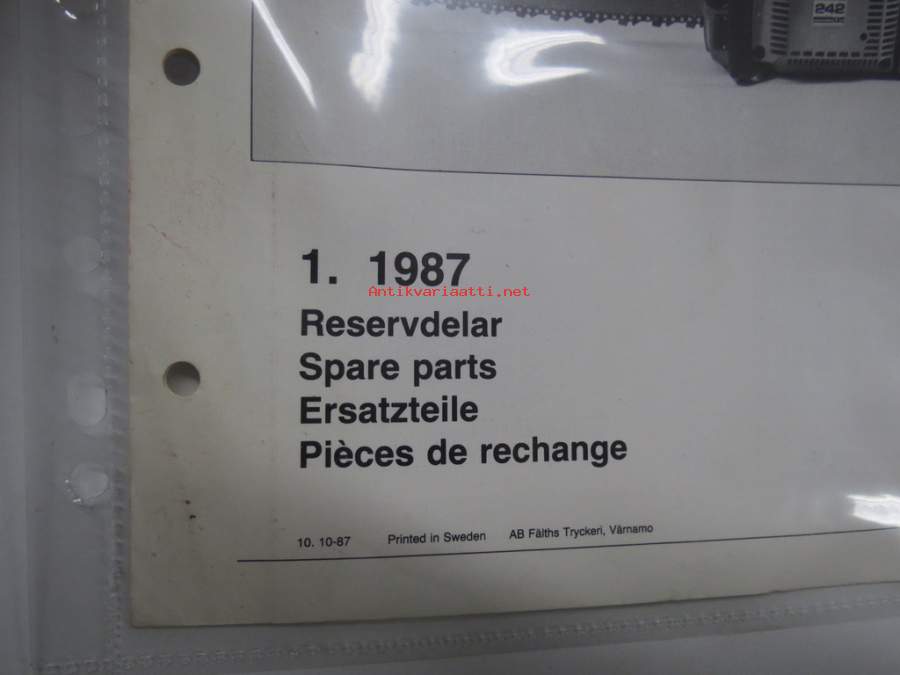 242
1. 1987
Antikvariaatti.net
Reservdelar
Spare parts
Ersatzteile
Pièces de rechange
10. 10-87 Printed in Sweden AB Fälths Tryckeri, Värnamo